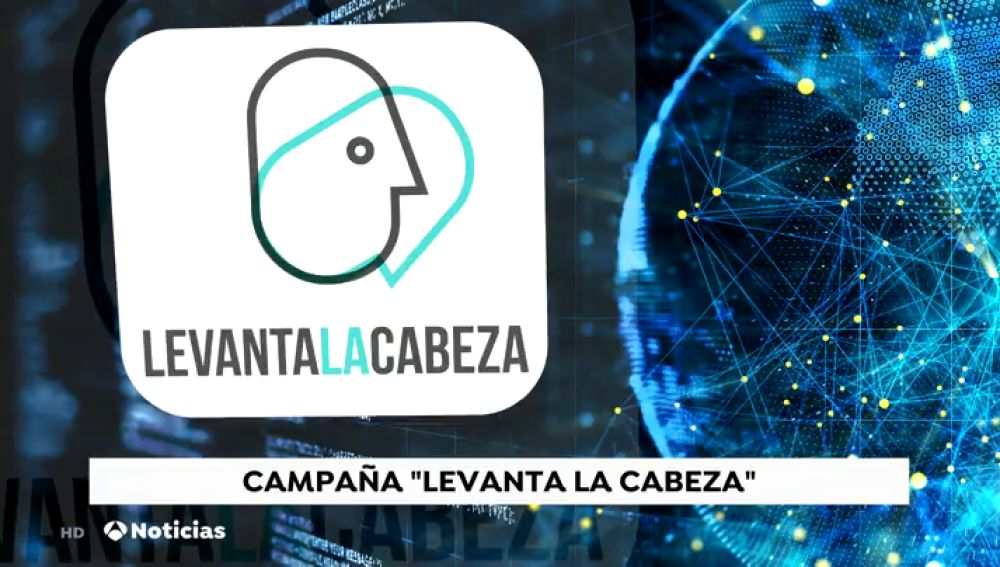 LEVANTALACABEZA
CAMPAÑA "LEVANTA LA CABEZA"
HD Noticias